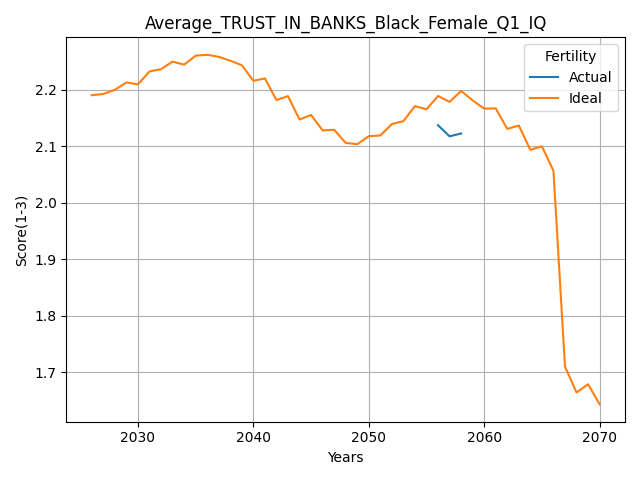 Average_TRUST_IN_BANKS_Black_Female_Q1_IQ
Fertility
Actual
Ideal
Score(1-3)
2.2
2.1
2.0
1.9
1.8
1.7
2030 2040 2050 2060 2070
Years